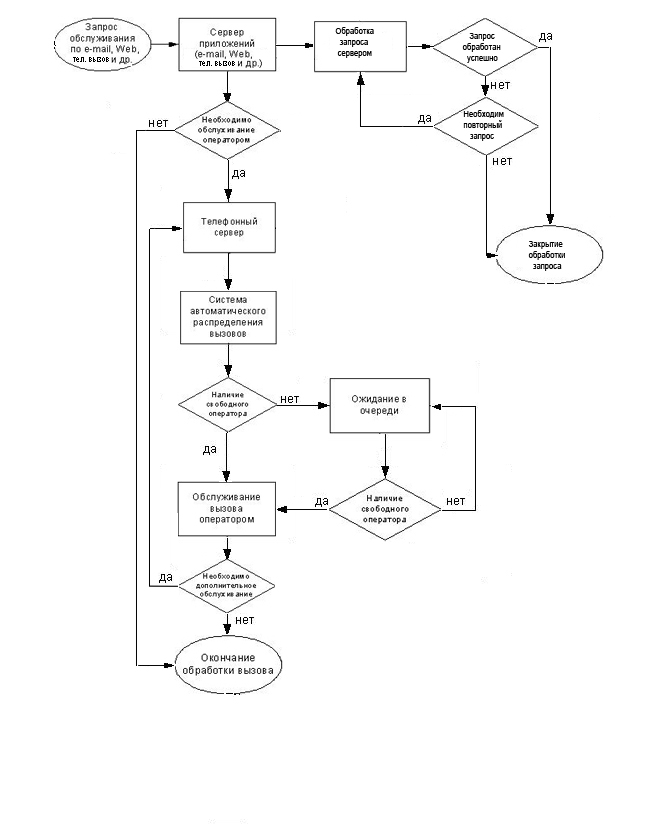 Запрос
обслуживания
по e-mail, Web,
тел. вызов и др.
Сервер
приложений
(e-mail, Web,
тел. вызов и др.)
Обработка
запроса
сервером
Запрос
обработан
успешно
да
нет
Необходим
повторный
запрос
да
нет
Закрытие
обработки
запроса
Необходимо
обслуживание
оператором
нет
да
Телефонный
сервер
Система
автоматического
распределения
вызовов
Наличие
свободного
оператора
нет
да
Ожидание в
очереди
Наличие
свободного
оператора
да
нет
Обслуживание
вызова
оператором
Необходимо
дополнительное
обслуживание
да
нет
Окончание
обработки вызова